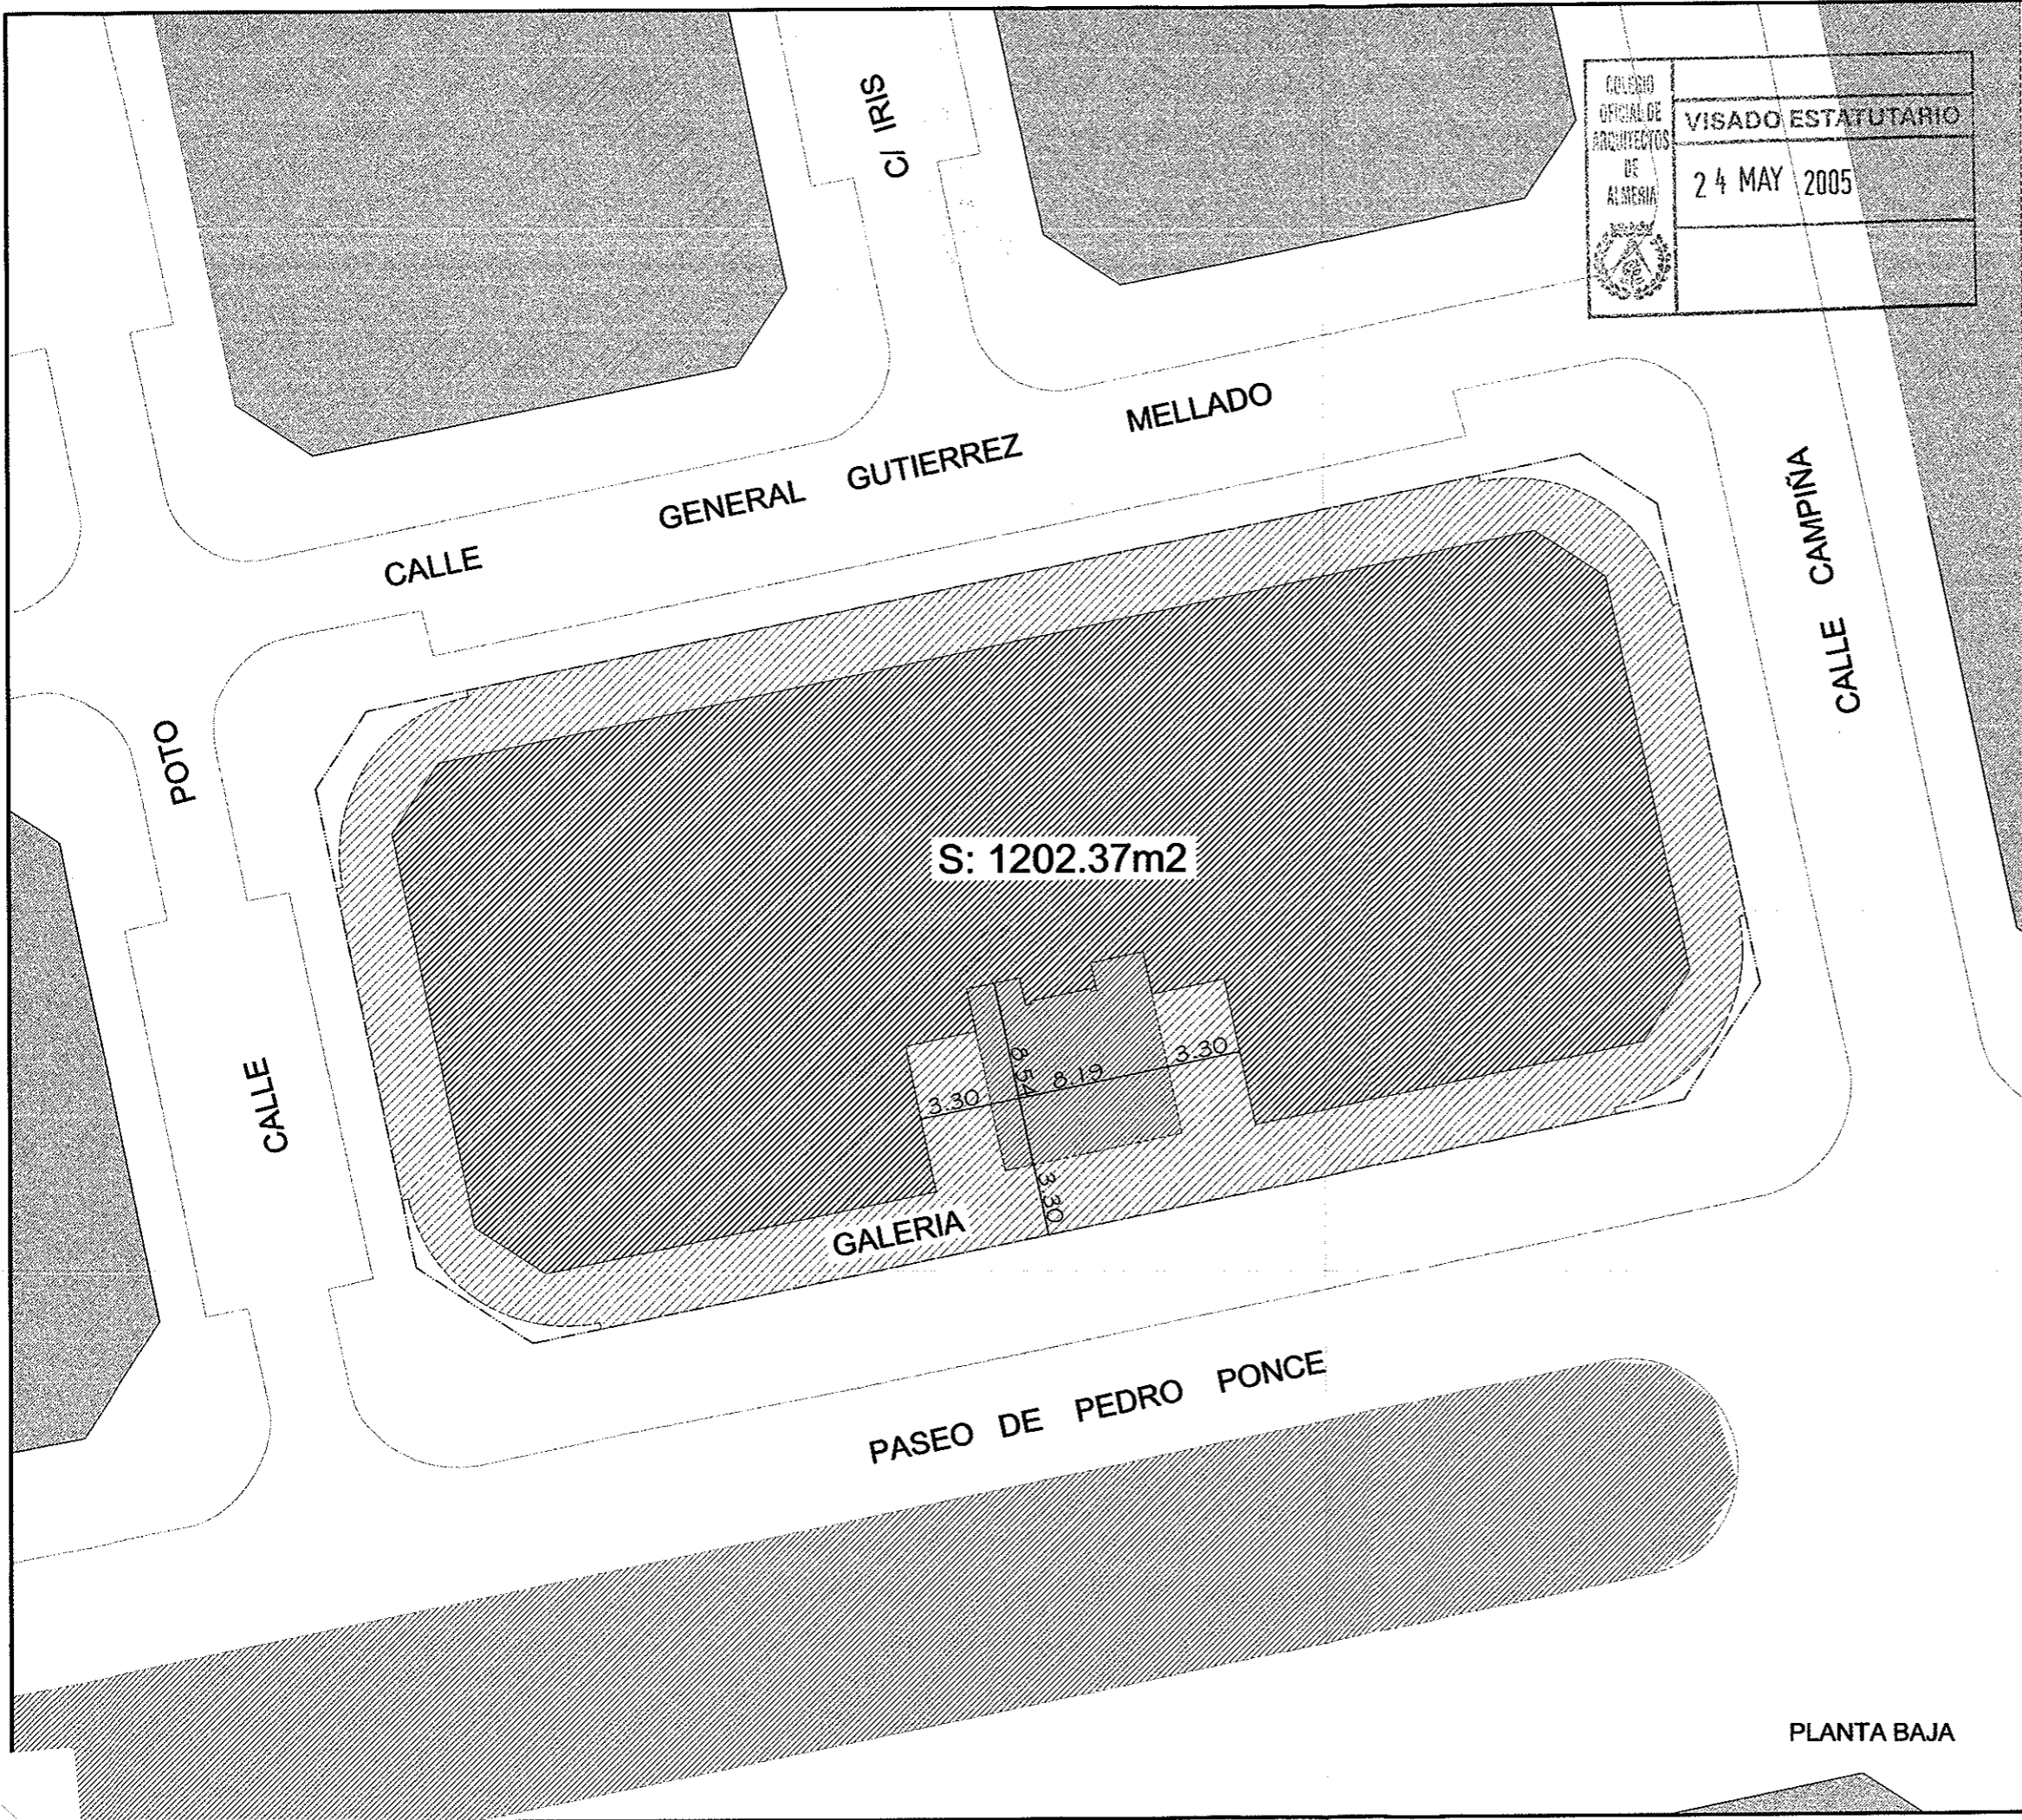 COLEGIO
OFICIAL DE
ARQUITECTOS
DE
ALMERIA
VISADO ESTATUTARIO
24 MAY 2005
C/ IRIS
CALLE GENERAL GUTIERREZ MELLADO
CALLE CAMPIÑA
CALLE POTO
S: 1202.37m2
3.30
8.54
8.19
3.30
3.30
GALERIA
PASEO DE PEDRO PONCE
PLANTA BAJA